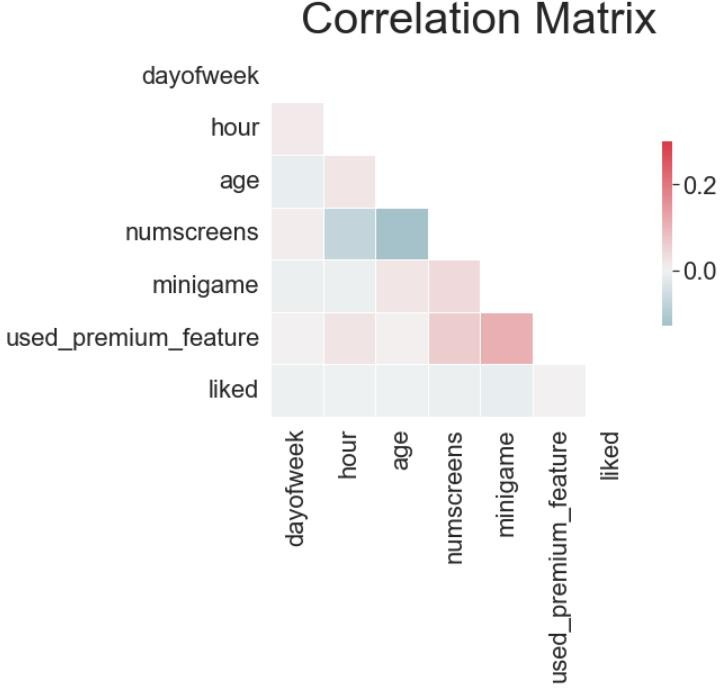 Correlation Matrix
dayofweek
hour
age
numscreens
minigame
used_premium_feature
liked
0.2
0.0
dayofweek
hour
age
numscreens
minigame
used_premium_feature
liked